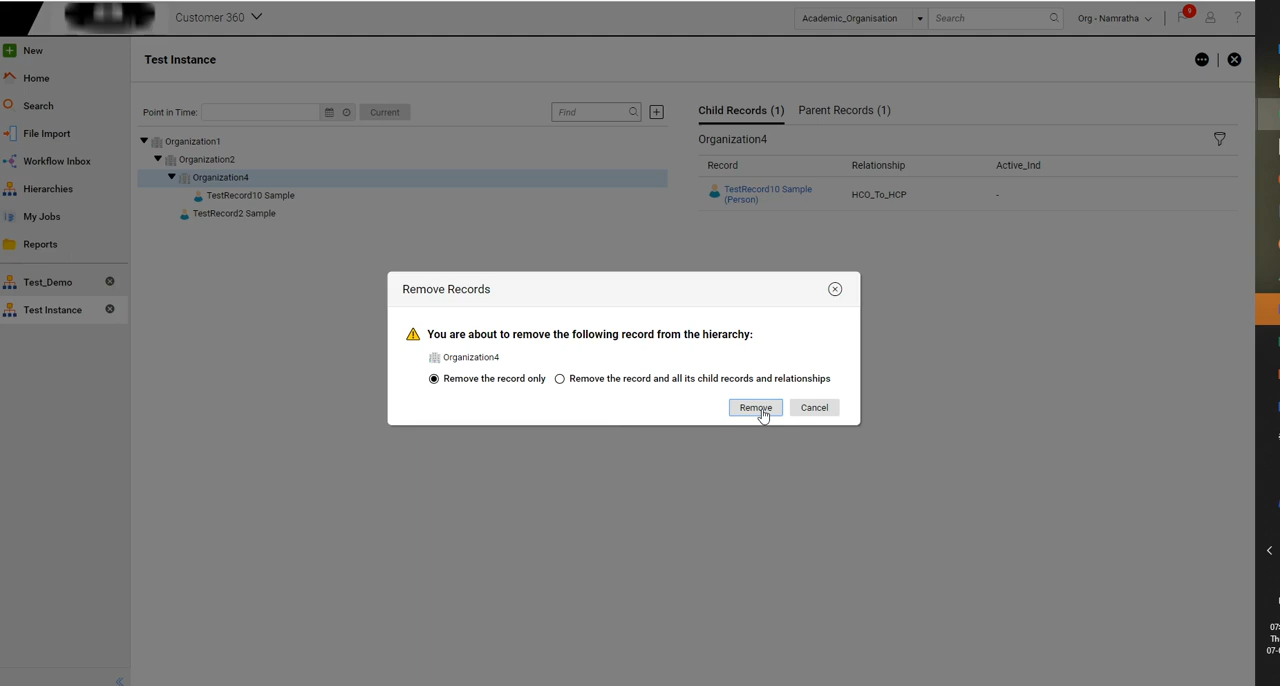 Customer 360
Academic_Organisation
Search
Org - Namratha
9
?
New
Home
Search
File Import
Workflow Inbox
Hierarchies
My Jobs
Reports
Test_Demo
Test Instance
Test Instance
Point in Time:
Current
Find
Organization1
Organization2
Organization4
TestRecord10 Sample
TestRecord2 Sample
Child Records (1) Parent Records (1)
Organization4
Record Relationship Active_Ind
TestRecord10 Sample
(Person)
HCO_To_HCP
-
Remove Records
You are about to remove the following record from the hierarchy:
Organization4
Remove the record only Remove the record and all its child records and relationships
Remove Cancel